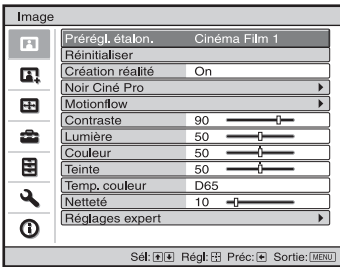 Image
Prérégl. étalon. Cinéma Film 1
Réinitialiser
Création réalité On
Noir Ciné Pro
Motionflow
Contraste 90
Lumière 50
Couleur 50
Teinte 50
Temp. couleur D65
Netteté 10
Réglages expert
Sél: Régl: Préc: Sortie: MENU